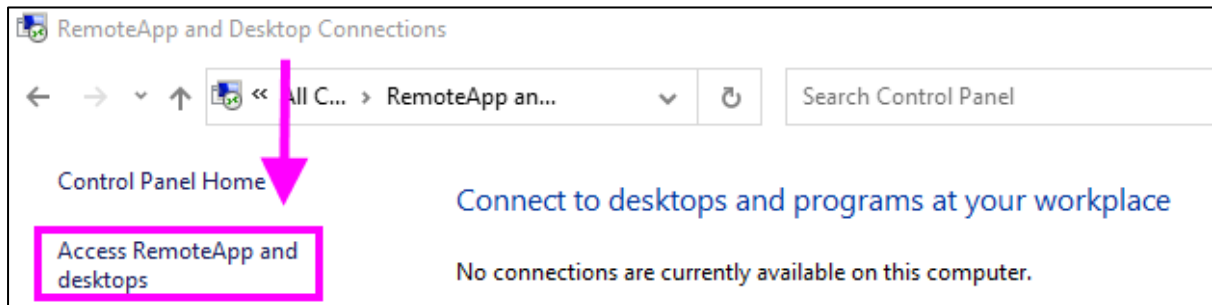 RemoteApp and Desktop Connections
« All C... > RemoteApp an...
Search Control Panel
Control Panel Home
Connect to desktops and programs at your workplace
Access RemoteApp and
desktops
No connections are currently available on this computer.